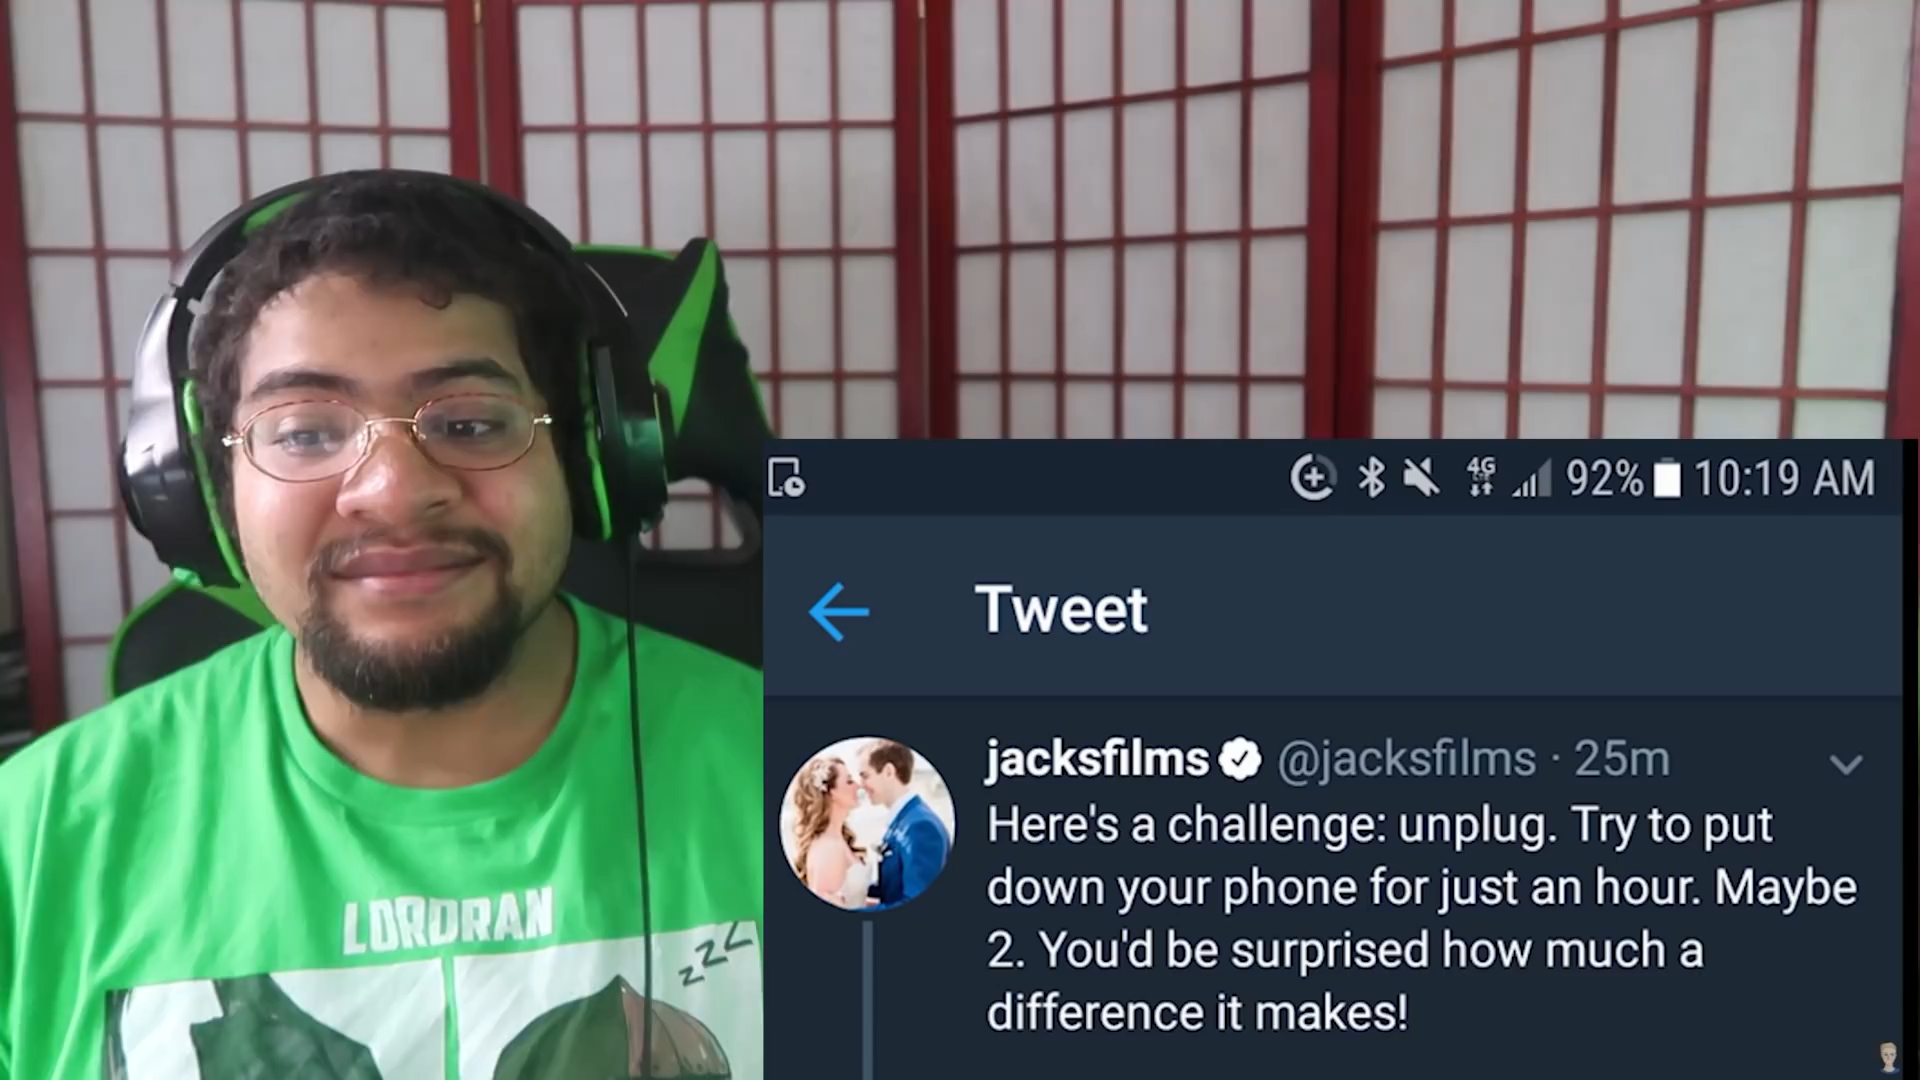 LORDRAN
zzz
4G
92% 10:19 AM
Tweet
jacksfilms @jacksfilms · 25m
Here's a challenge: unplug. Try to put
down your phone for just an hour. Maybe
2. You'd be surprised how much a
difference it makes!